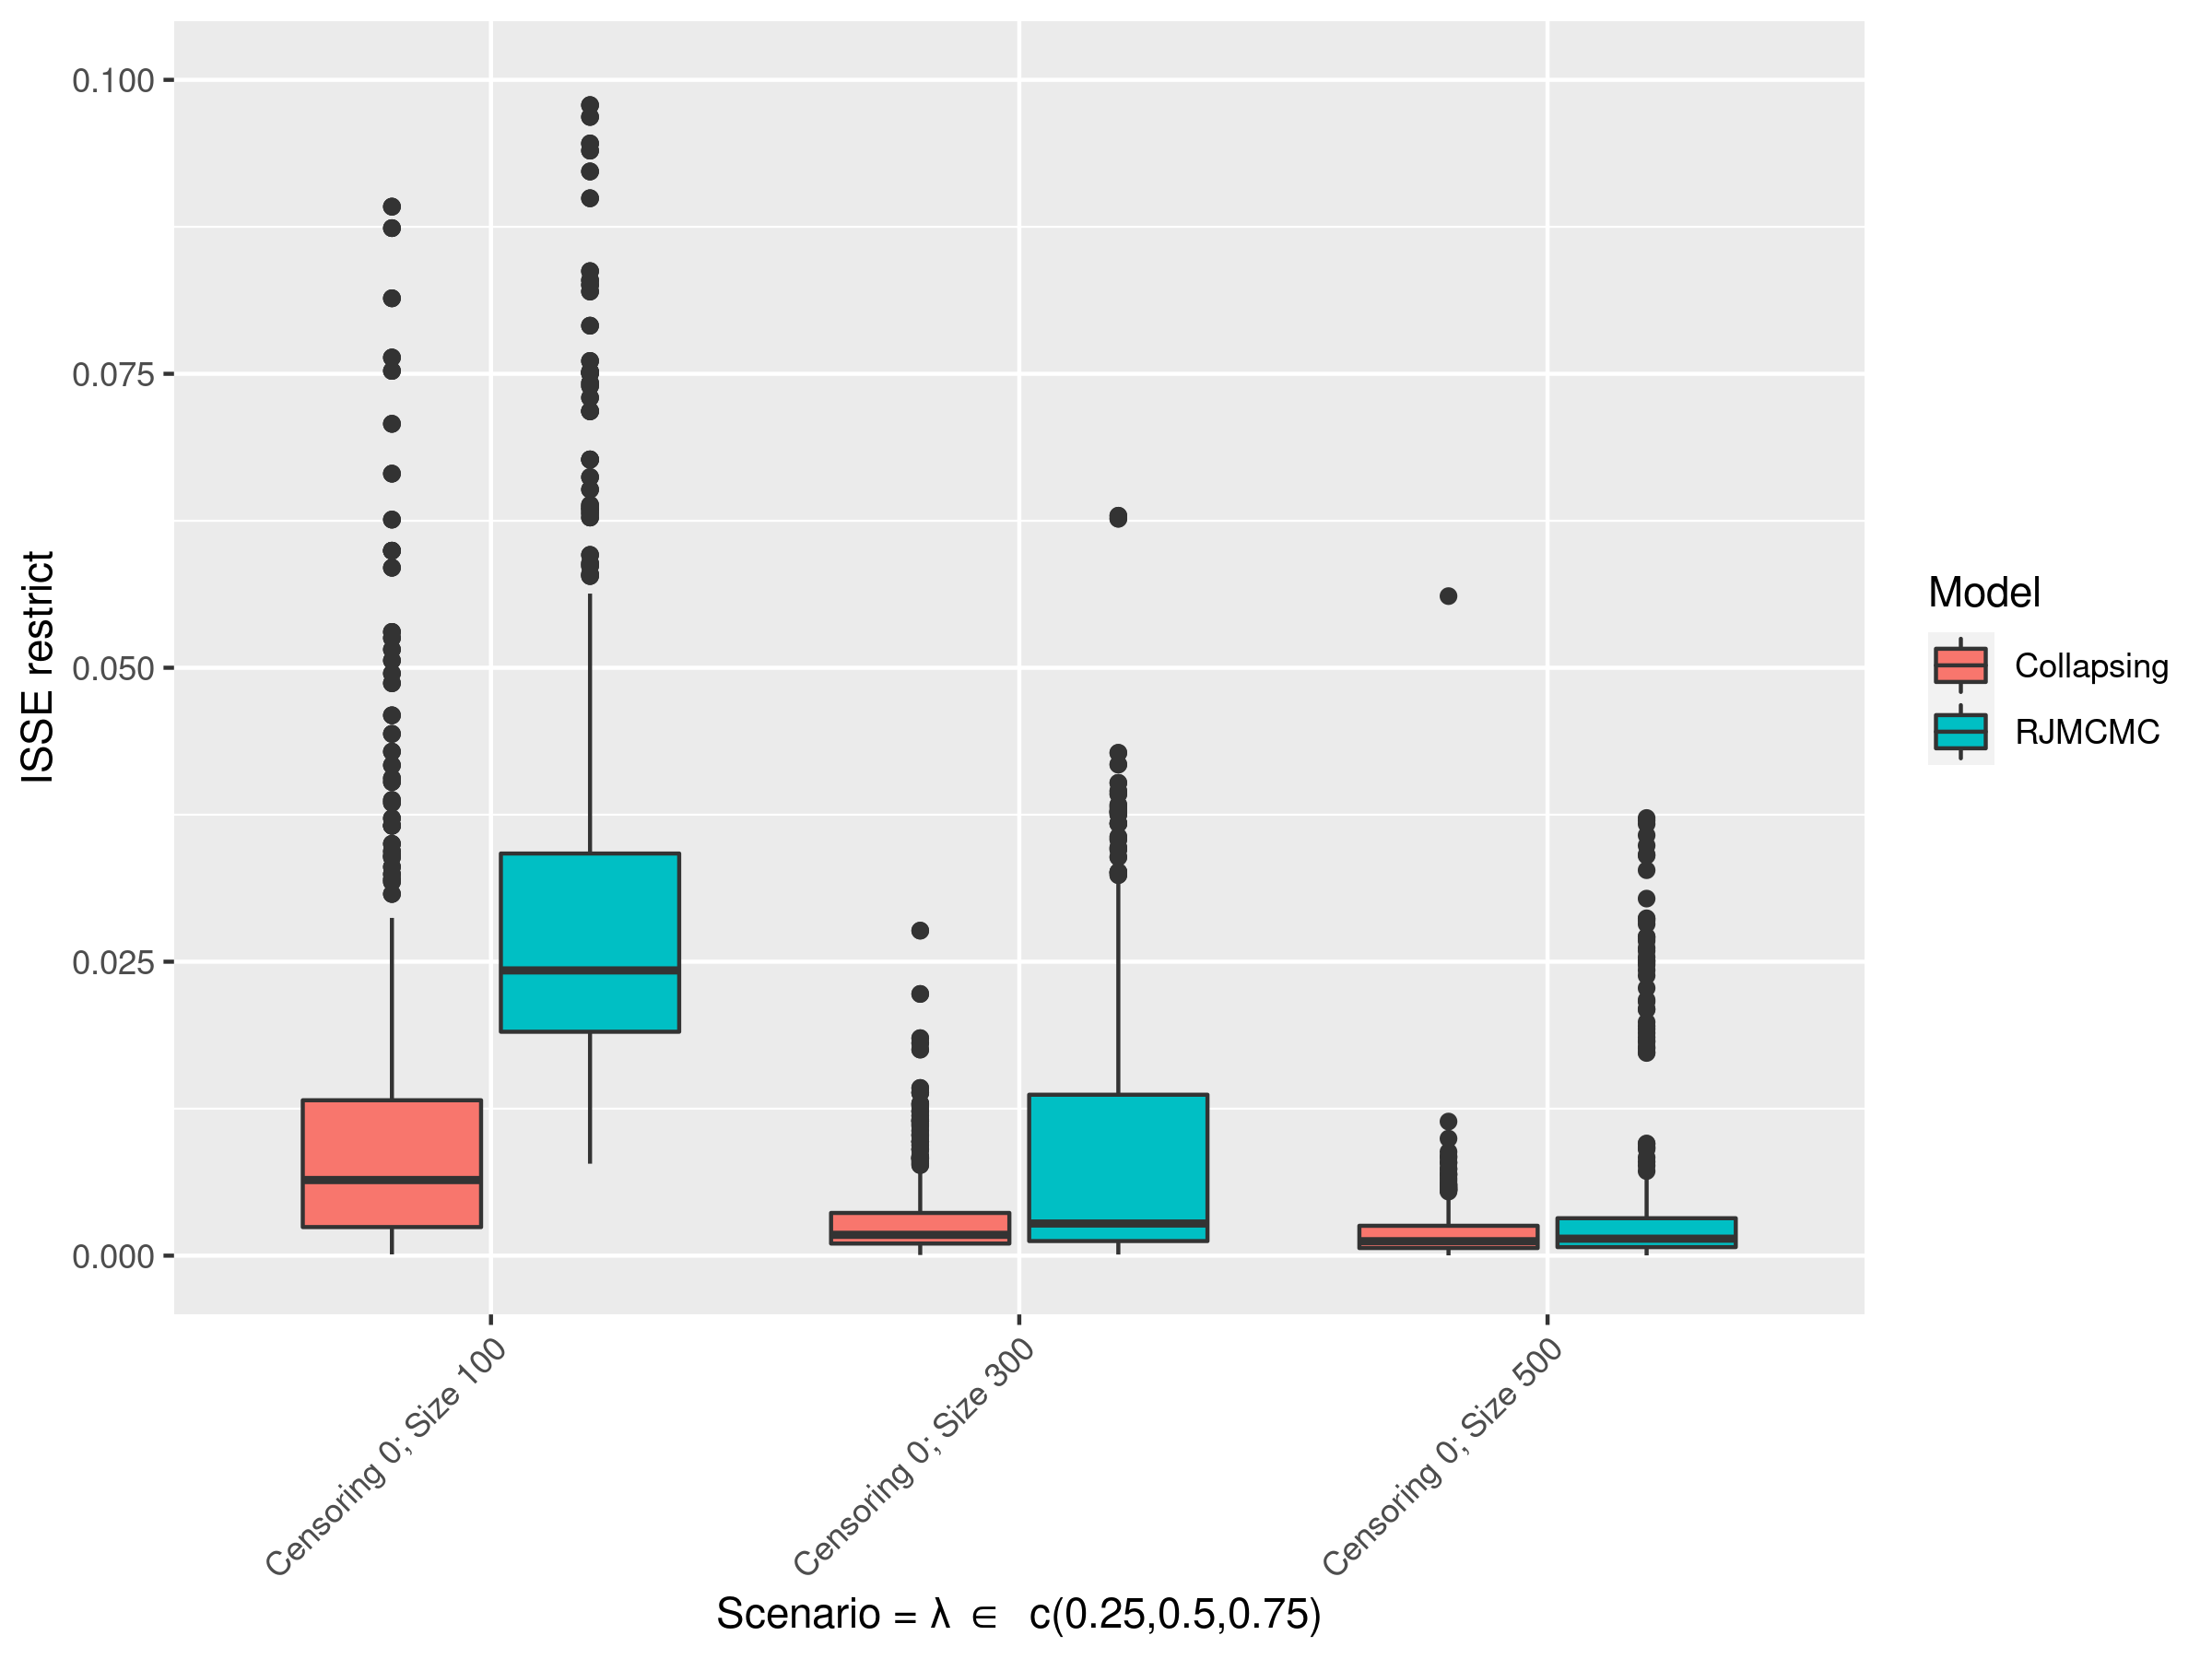 0.100
0.075
0.050
0.025
0.000
ISSE restrict
Censoring 0; Size 100
Censoring 0; Size 300
Censoring 0; Size 500
Scenario = λ ∈ c(0.25,0.5,0.75)
Model
Collapsing
RJMCMC